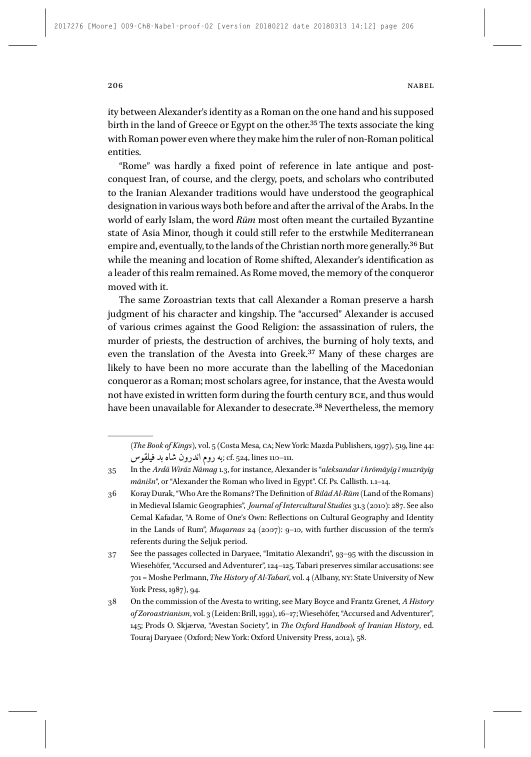 2017276 [Moore] 009-Ch8-Nabel-proof-02 [version 20180212 date 20180313 14:12] page 206
206 NABEL
ity between Alexander's identity as a Roman on the one hand and his supposed
birth in the land of Greece or Egypt on the other.35 The texts associate the king
with Roman power even where they make him the ruler of non-Roman political
entities.
“Rome” was hardly a fixed point of reference in late antique and post-
conquest Iran, of course, and the clergy, poets, and scholars who contributed
to the Iranian Alexander traditions would have understood the geographical
designation in various ways both before and after the arrival of the Arabs. In the
world of early Islam, the word Rūm most often meant the curtailed Byzantine
state of Asia Minor, though it could still refer to the erstwhile Mediterranean
empire and, eventually, to the lands of the Christian north more generally.36 But
while the meaning and location of Rome shifted, Alexander's identification as
a leader of this realm remained. As Rome moved, the memory of the conqueror
moved with it.
The same Zoroastrian texts that call Alexander a Roman preserve a harsh
judgment of his character and kingship. The “accursed” Alexander is accused
of various crimes against the Good Religion: the assassination of rulers, the
murder of priests, the destruction of archives, the burning of holy texts, and
even the translation of the Avesta into Greek.37 Many of these charges are
likely to have been no more accurate than the labelling of the Macedonian
conqueror as a Roman; most scholars agree, for instance, that the Avesta would
not have existed in written form during the fourth century BCE, and thus would
have been unavailable for Alexander to desecrate.38 Nevertheless, the memory
(The Book of Kings), vol. 5 (Costa Mesa, CA; New York: Mazda Publishers, 1997), 519, line 44:
به روم اندرون شاه بد فیلقوس; cf. 524, lines 110–111.
35 In the Ardā Wirāz Nāmag 1.3, for instance, Alexander is “aleksandar ī hrōmāyīg ī muzrāyīg
mānišn”, or “Alexander the Roman who lived in Egypt”. Cf. Ps. Callisth. 1.1–14.
36 Koray Durak, “Who Are the Romans? The Definition of Bilād Al-Rūm (Land of the Romans)
in Medieval Islamic Geographies”, Journal of Intercultural Studies 31.3 (2010): 287. See also
Cemal Kafadar, “A Rome of One's Own: Reflections on Cultural Geography and Identity
in the Lands of Rum”, Muqarnas 24 (2007): 9–10, with further discussion of the term's
referents during the Seljuk period.
37 See the passages collected in Daryaee, “Imitatio Alexandri”, 93–95 with the discussion in
Wiesehöfer, “Accursed and Adventurer”, 124–125. Tabari preserves similar accusations: see
701 = Moshe Perlmann, The History of Al-Tabarī, vol. 4 (Albany, NY: State University of New
York Press, 1987), 94.
38 On the commission of the Avesta to writing, see Mary Boyce and Frantz Grenet, A History
of Zoroastrianism, vol. 3 (Leiden: Brill, 1991), 16–17; Wiesehöfer, “Accursed and Adventurer”,
145; Prods O. Skjærvø, “Avestan Society”, in The Oxford Handbook of Iranian History, ed.
Touraj Daryaee (Oxford; New York: Oxford University Press, 2012), 58.